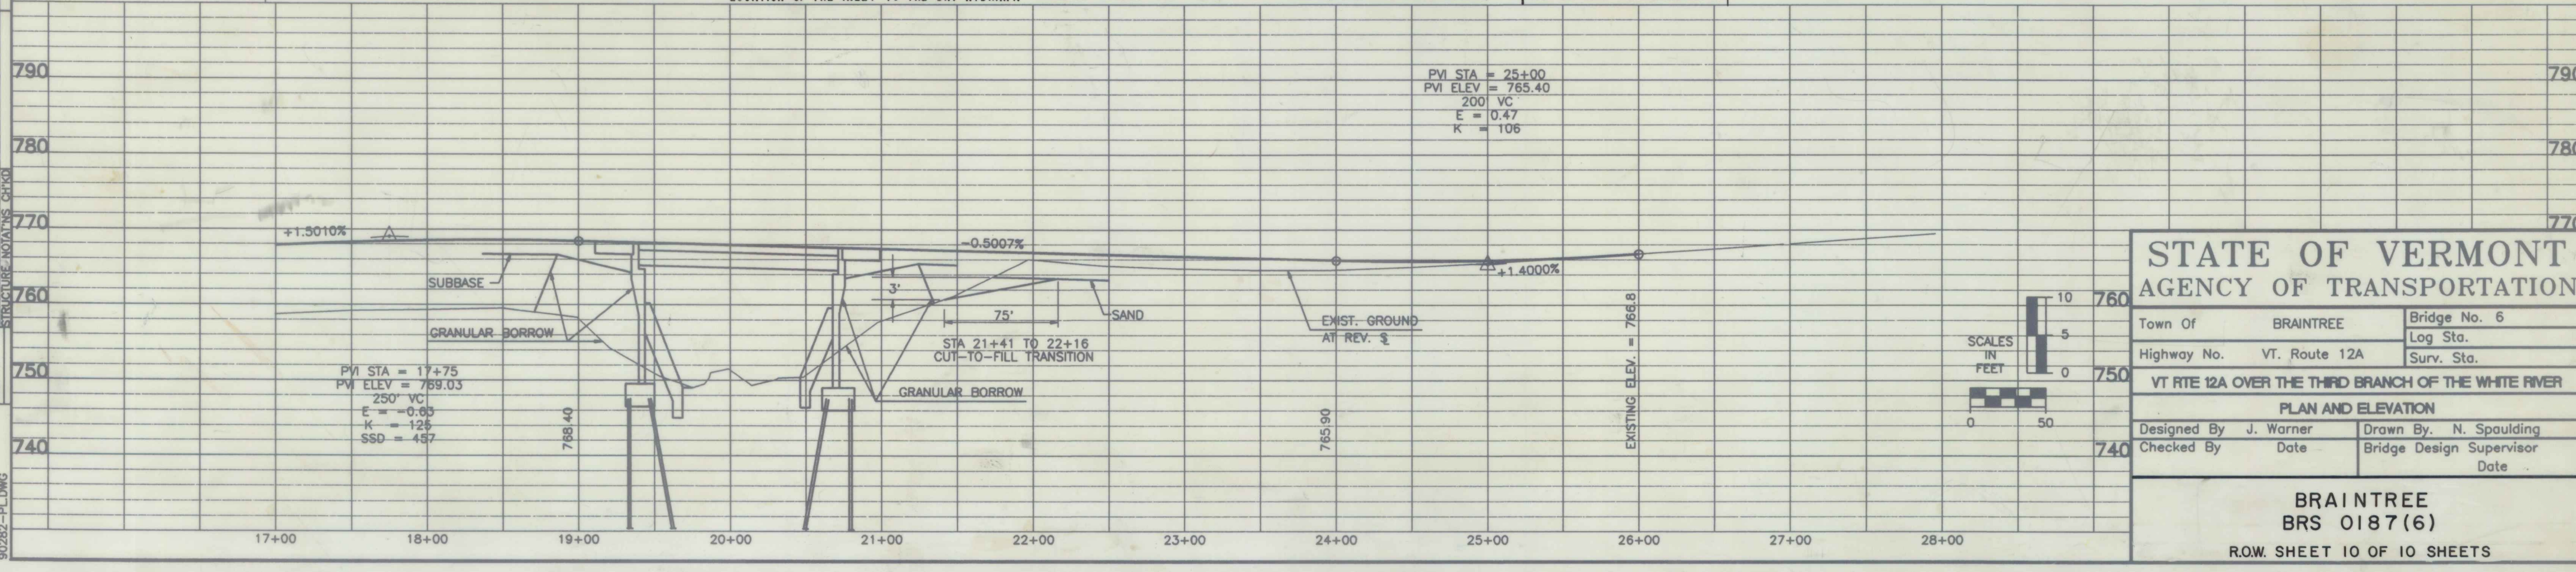 790
780
770
760
750
740
STRUCTURE NOTAT'NS CH'KD
+1.5010%
SUBBASE
GRANULAR BORROW
PVI STA = 17+75
PVI ELEV = 769.03
250' VC
E = -0.63
K = 125
SSD = 457
768.40
-0.5007%
3'
75'
STA 21+41 TO 22+16
CUT-TO-FILL TRANSITION
SAND
GRANULAR BORROW
PVI STA = 25+00
PVI ELEV = 765.40
200' VC
E = 0.47
K = 106
+1.4000%
EXIST. GROUND
AT REV. ℄
765.90
EXISTING ELEV. = 766.8
SCALES
IN
FEET
10
5
0
0 50
17+00 18+00 19+00 20+00 21+00 22+00 23+00 24+00 25+00 26+00 27+00 28+00
790
780
770
760
750
740
STATE OF VERMONT
AGENCY OF TRANSPORTATION
Town Of BRAINTREE
Bridge No. 6
Log Sta.
Highway No. VT. Route 12A
Surv. Sta.
VT RTE 12A OVER THE THIRD BRANCH OF THE WHITE RIVER
PLAN AND ELEVATION
Designed By J. Warner
Drawn By. N. Spaulding
Checked By Date
Bridge Design Supervisor
Date
BRAINTREE
BRS 0187(6)
R.O.W. SHEET 10 OF 10 SHEETS